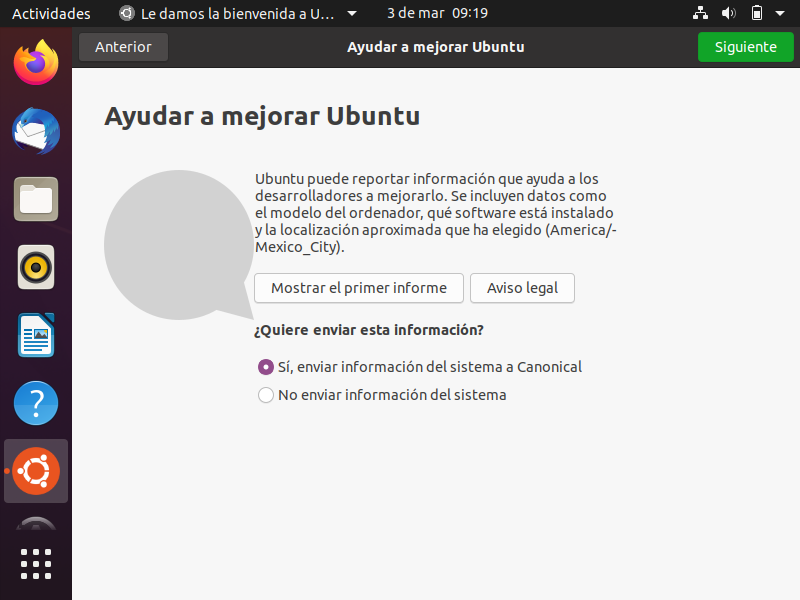 Actividades
Le damos la bienvenida a U…
3 de mar 09:19
Anterior
Ayudar a mejorar Ubuntu
Siguiente
Ayudar a mejorar Ubuntu
Ubuntu puede reportar información que ayuda a los
desarrolladores a mejorarlo. Se incluyen datos como
el modelo del ordenador, qué software está instalado
y la localización aproximada que ha elegido (America/-
Mexico_City).
Mostrar el primer informe
Aviso legal
¿Quiere enviar esta información?
Sí, enviar información del sistema a Canonical
No enviar información del sistema